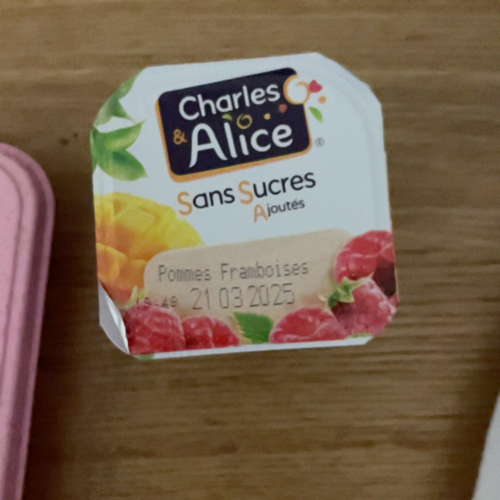 Charles
& Alice
®
Sans Sucres
Ajoutés
Pommes Framboises
21 03 2025